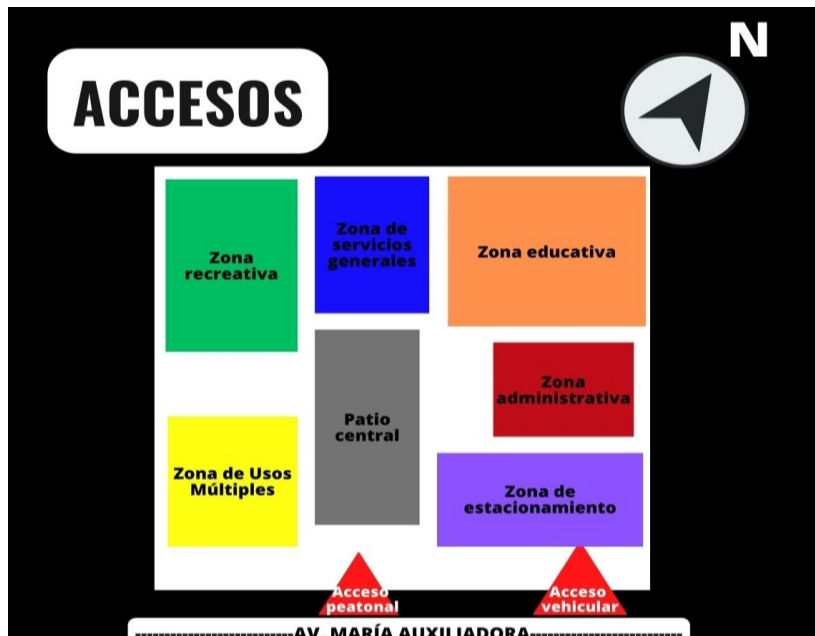 N
ACCESOS
Zona
recreativa
Zona de
servicios
generales
Zona educativa
Zona
administrativa
Patio
central
Zona de Usos
Múltiples
Zona de
estacionamiento
Acceso
peatonal
Acceso
vehicular
---------------------------AV. MARÍA AUXILIADORA--------------------------